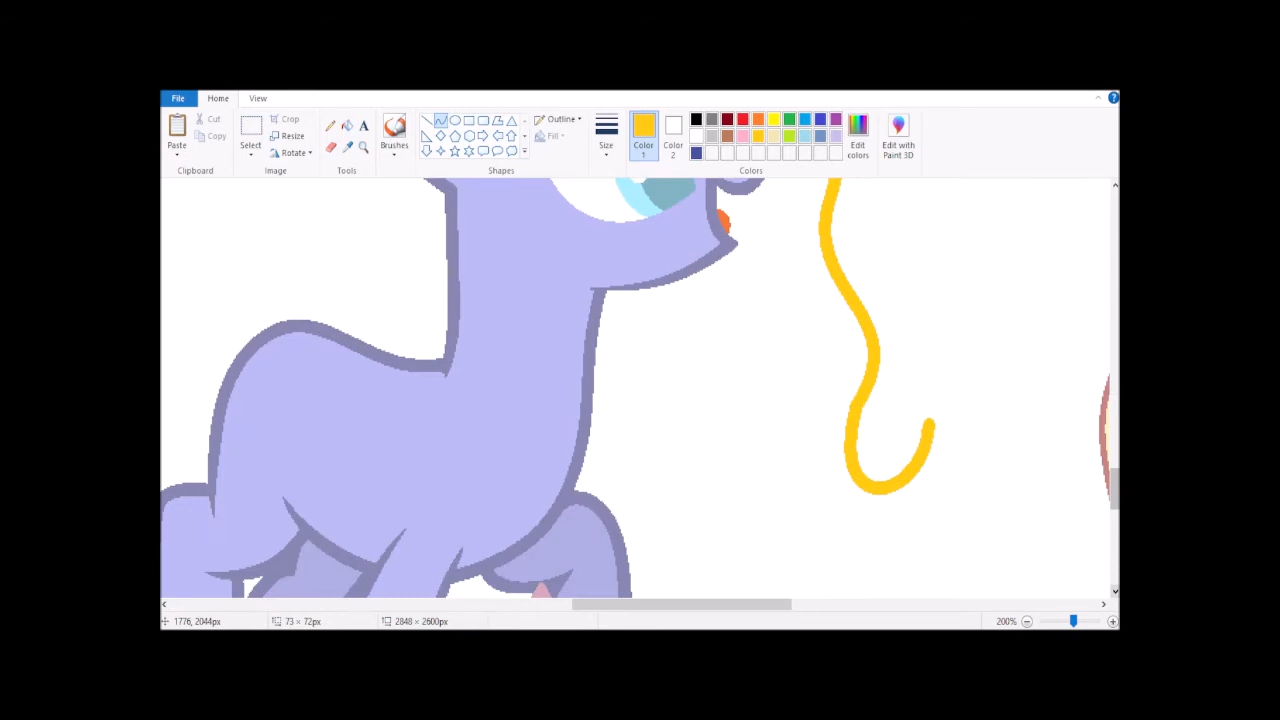 File Home View
Paste
Cut
Copy
Clipboard
Select
Crop
Resize
Rotate
Image
A
Tools
Brushes
Outline
Fill
Shapes
Size
Color
1
Color
2
Colors
Edit
colors
Edit with
Paint 3D
?
1776, 2044px 73 × 72px 2848 × 2600px 200%